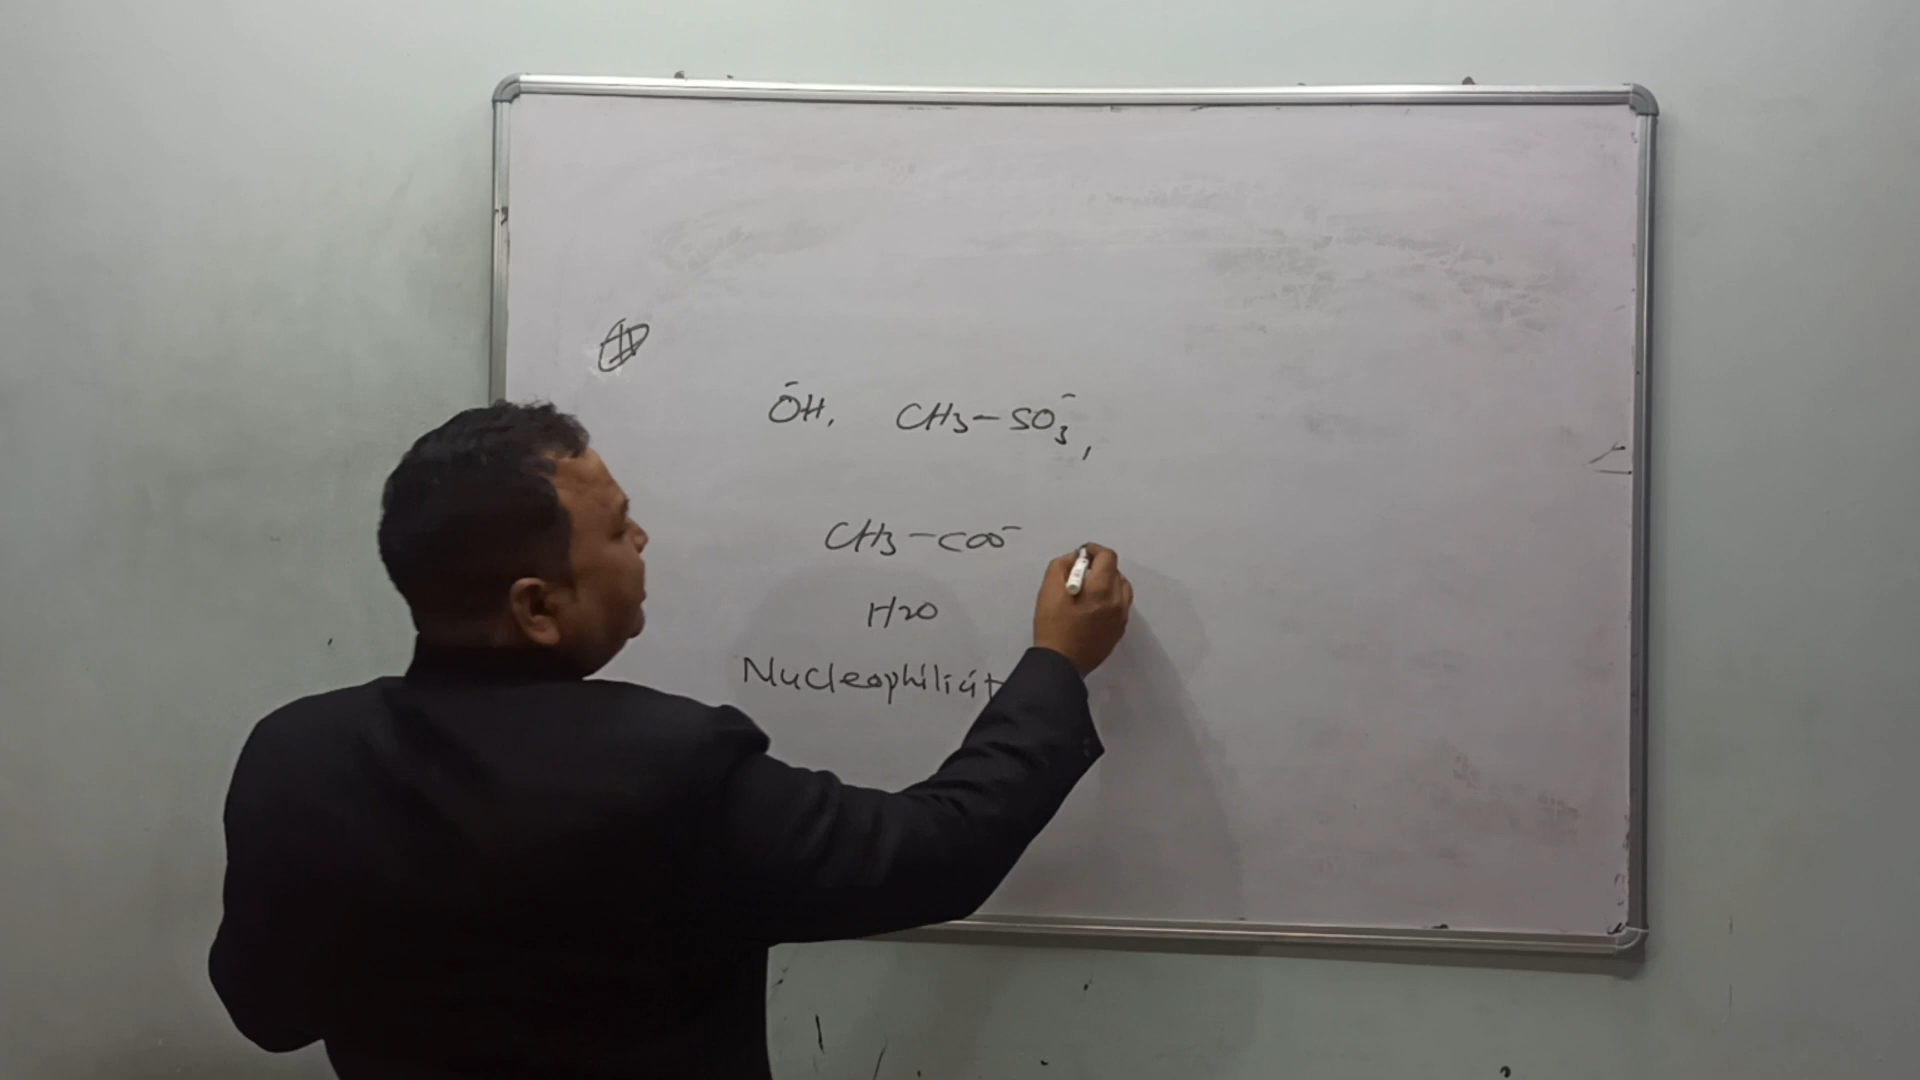 ŌH, CH3-SO3⁻,
CH3-COO⁻
H2O
Nucleophilicit